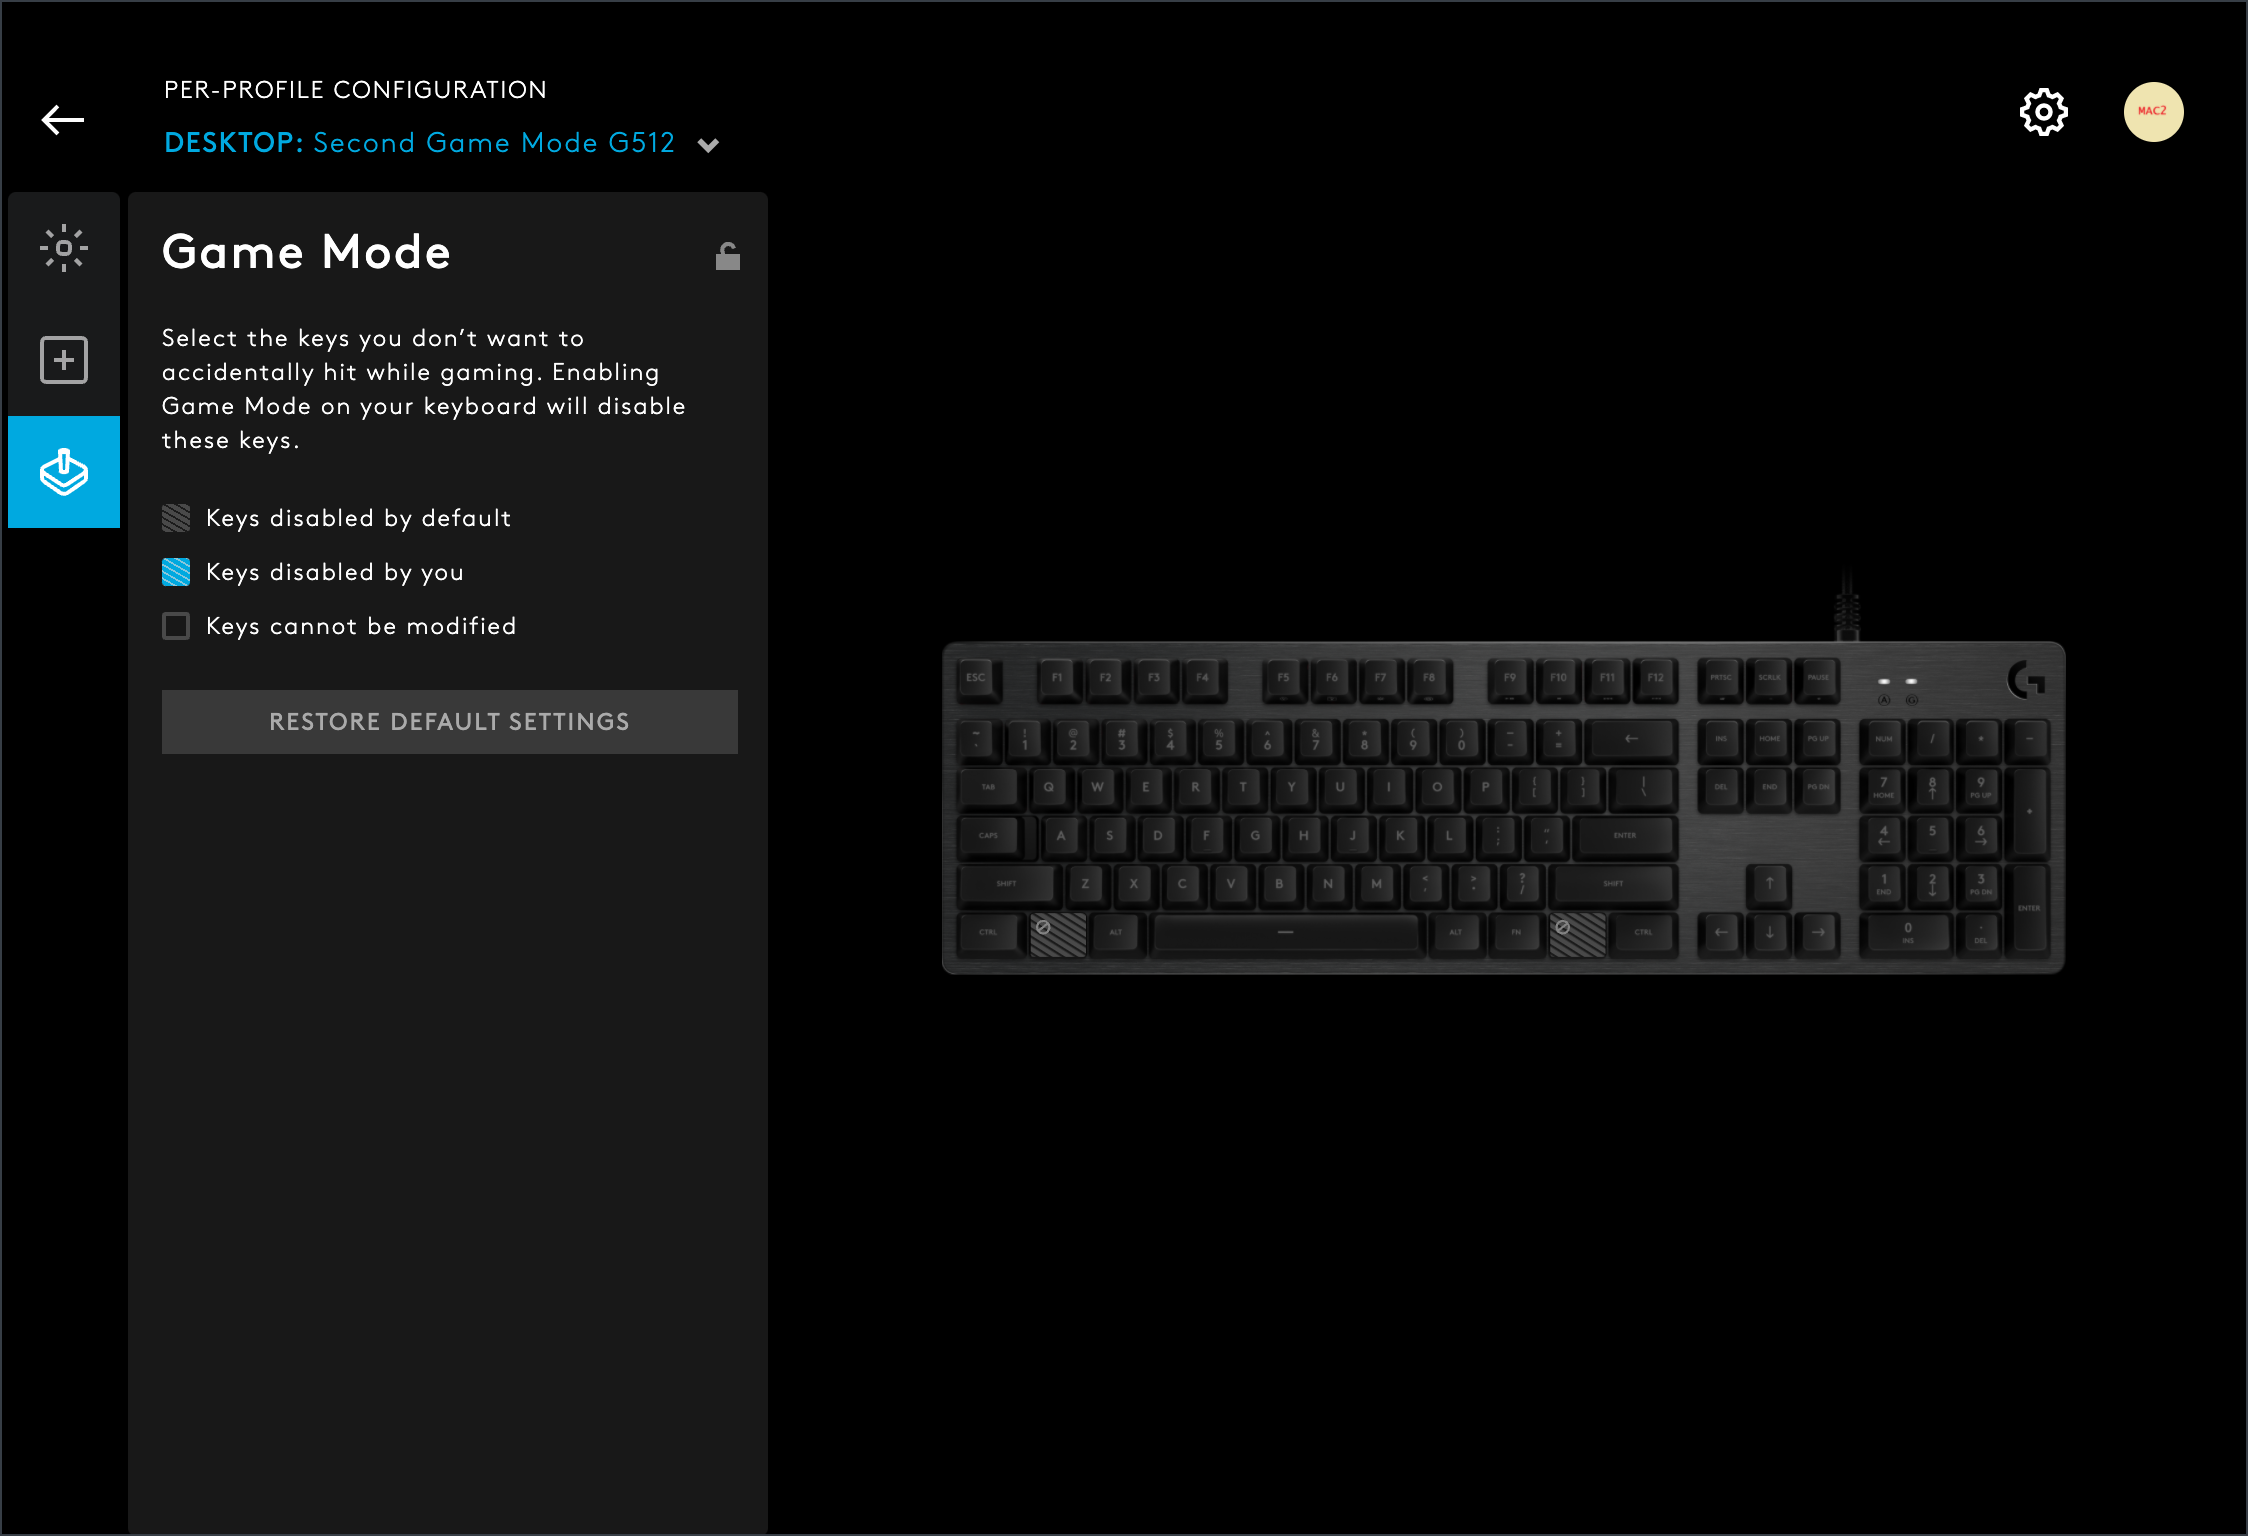 PER-PROFILE CONFIGURATION
DESKTOP: Second Game Mode G512
MAC2
Game Mode
Select the keys you don’t want to
accidentally hit while gaming. Enabling
Game Mode on your keyboard will disable
these keys.
Keys disabled by default
Keys disabled by you
Keys cannot be modified
RESTORE DEFAULT SETTINGS
ESC F1 F2 F3 F4 F5 F6 F7 F8 F9 F10 F11 F12 PRTSC SCRLK PAUSE
~ ! @ # $ % ^ & * ( ) _ +
` 1 2 3 4 5 6 7 8 9 0 - = ← INS HOME PG UP NUM / * -
TAB Q W E R T Y U I O P { [ } ] | \ DEL END PG DN 7 HOME 8 ↑ 9 PG UP +
CAPS A S D F G H J K L : ; " ' ENTER 4 ← 5 6 →
SHIFT Z X C V B N M < , > . ? / SHIFT ↑ 1 END 2 ↓ 3 PG DN ENTER
CTRL ALT ALT FN CTRL ← ↓ → 0 INS . DEL